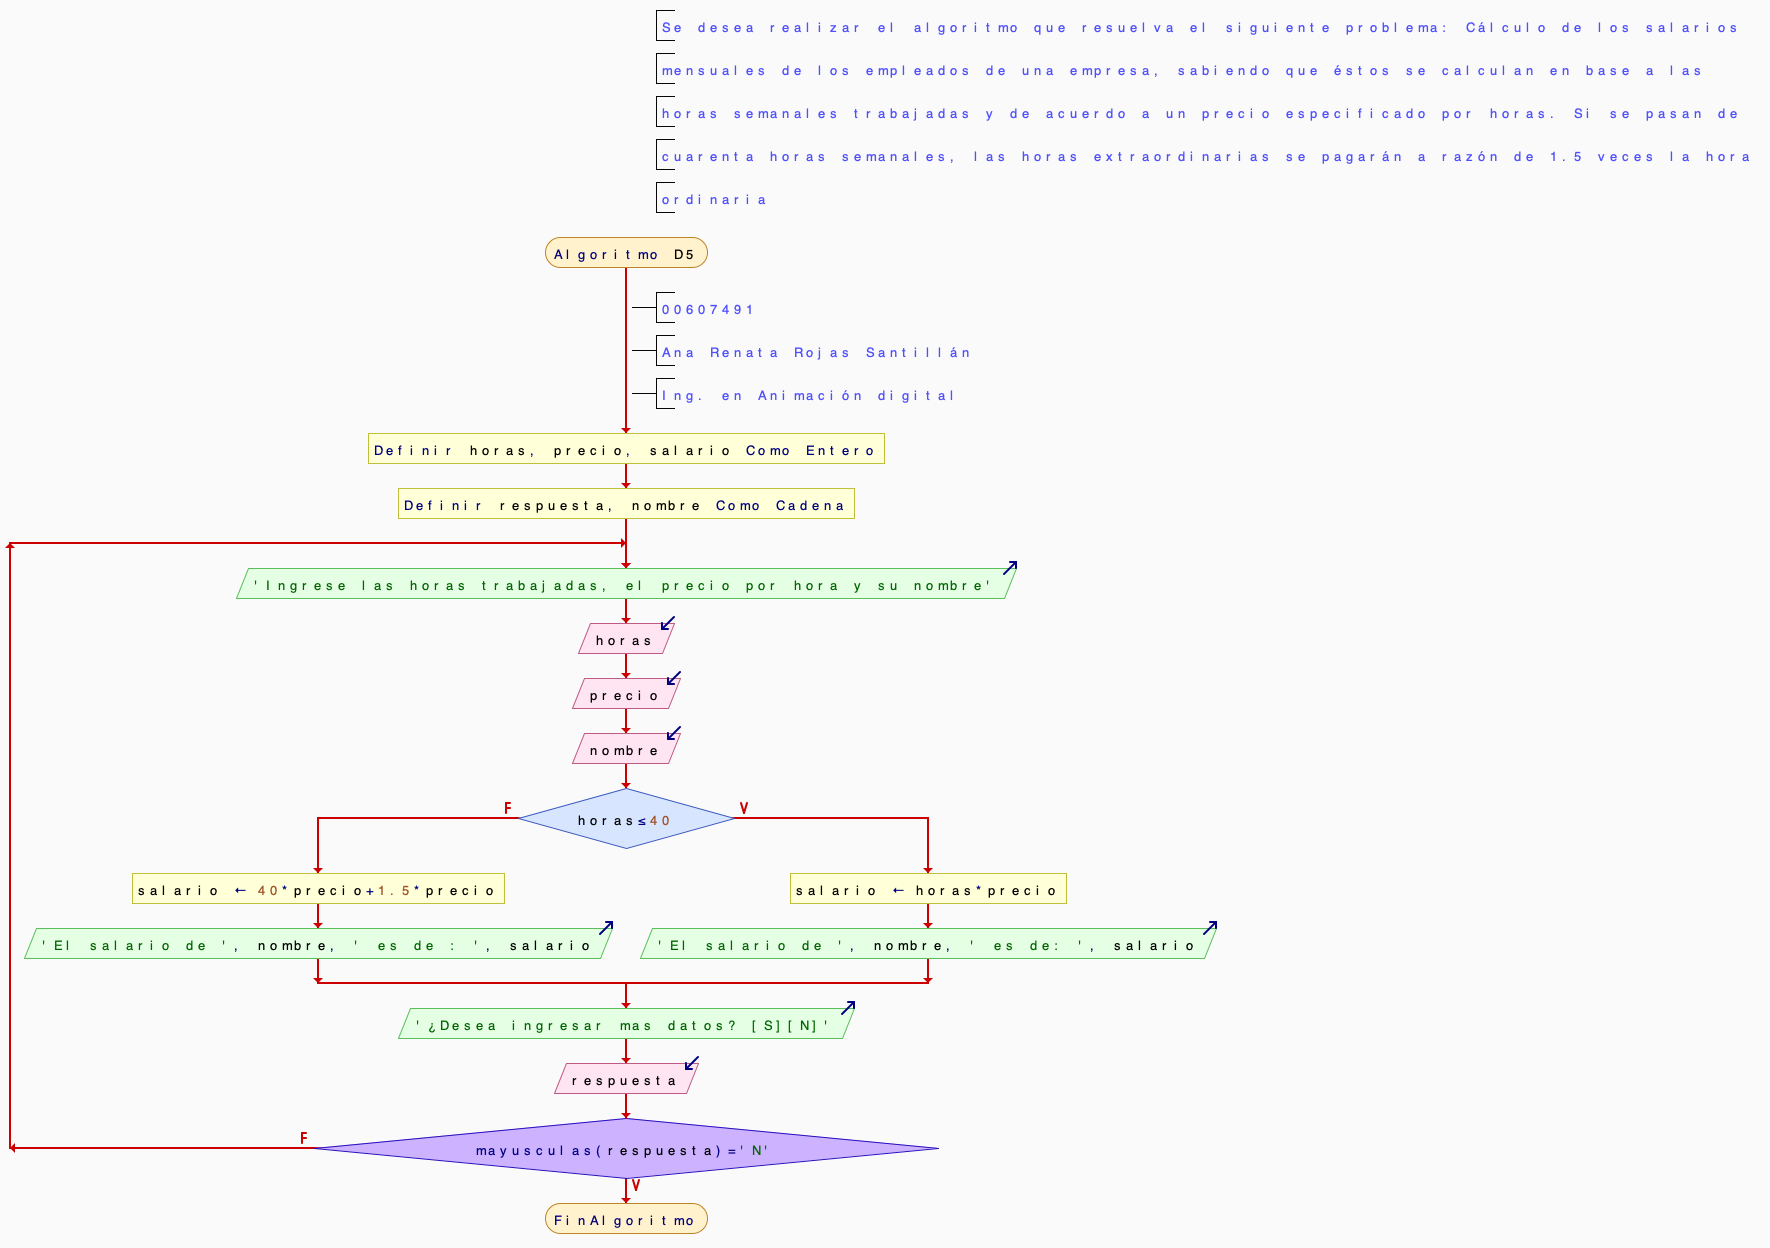 Se desea realizar el algoritmo que resuelva el siguiente problema: Cálculo de los salarios
mensuales de los empleados de una empresa, sabiendo que éstos se calculan en base a las
horas semanales trabajadas y de acuerdo a un precio especificado por horas. Si se pasan de
cuarenta horas semanales, las horas extraordinarias se pagarán a razón de 1.5 veces la hora
ordinaria
Algoritmo D5
00607491
Ana Renata Rojas Santillán
Ing. en Animación digital
Definir horas, precio, salario Como Entero
Definir respuesta, nombre Como Cadena
'Ingrese las horas trabajadas, el precio por hora y su nombre'
horas
precio
nombre
F
V
horas≤40
salario ← 40*precio+1.5*precio
salario ← horas*precio
'El salario de ', nombre, ' es de : ', salario
'El salario de ', nombre, ' es de: ', salario
'¿Desea ingresar mas datos? [S][N]'
respuesta
F
mayusculas(respuesta)='N'
V
FinAlgoritmo